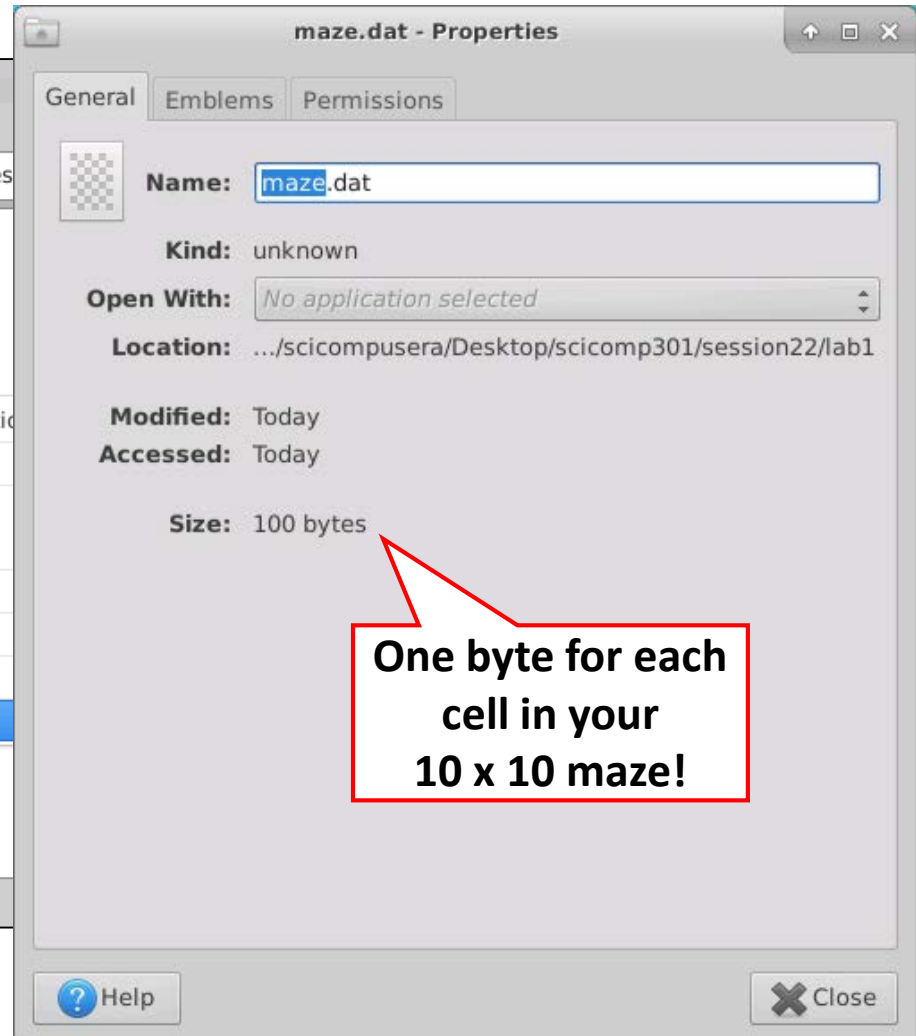 maze.dat - Properties
General Emblems Permissions
es
Name: maze.dat
Kind: unknown
Open With: No application selected
Location: .../scicompusera/Desktop/scicomp301/session22/lab1
tic
Modified: Today
Accessed: Today
Size: 100 bytes
One byte for each
cell in your
10 x 10 maze!
Help Close